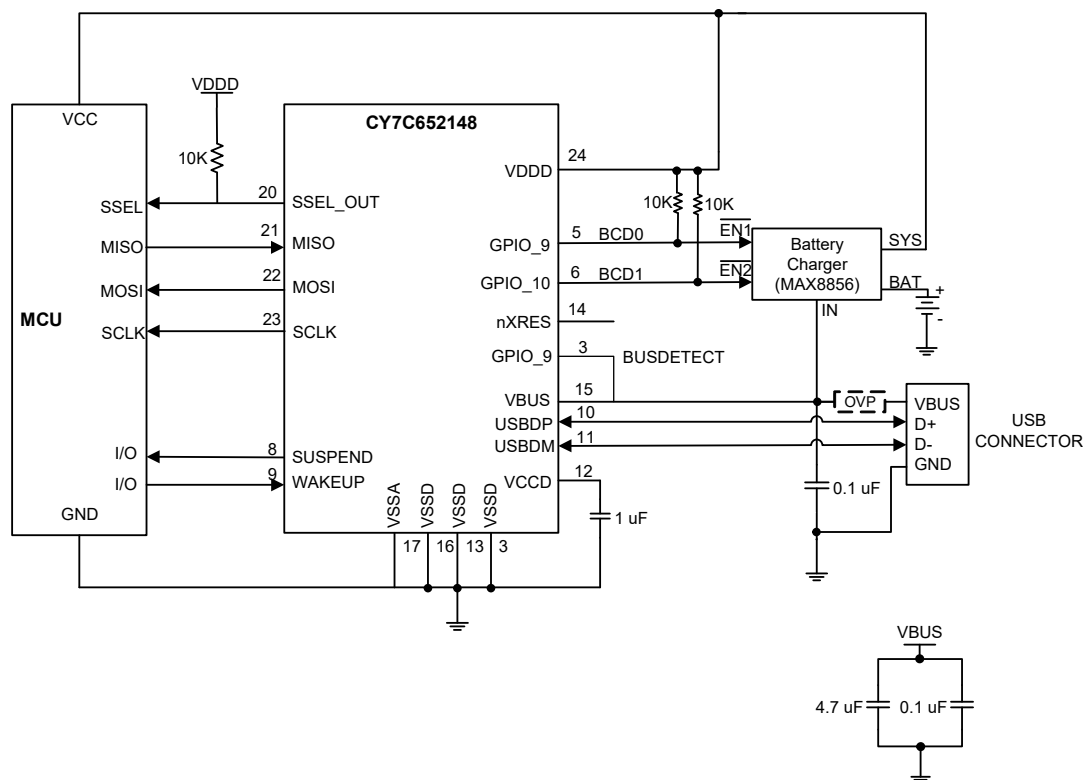 VDDD
VCC
CY7C652148
10K
24
VDDD
20
SSEL
SSEL_OUT
10K
10K
21
MISO
MISO
5
BCD0
EN1
GPIO_9
Battery
Charger
(MAX8856)
SYS
22
MOSI
MOSI
6
BCD1
EN2
GPIO_10
BAT
+
-
MCU
23
SCLK
SCLK
14
nXRES
IN
3
GPIO_9
BUSDETECT
15
VBUS
OVP
VBUS
10
USBDP
D+
USB
CONNECTOR
11
USBDM
D-
GND
I/O
8
SUSPEND
I/O
9
WAKEUP
12
VCCD
0.1 uF
VSSA
VSSD
VSSD
VSSD
1 uF
GND
17
16
13
3
VBUS
4.7 uF
0.1 uF